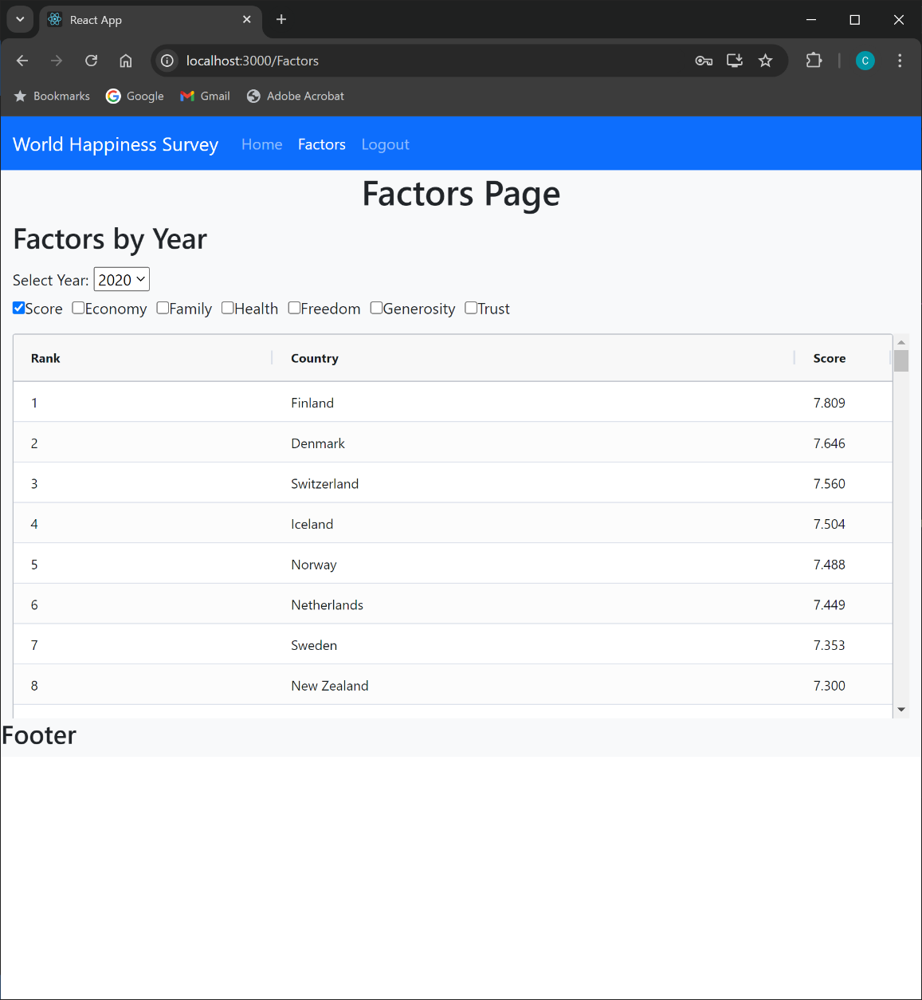 React App
localhost:3000/Factors
C
Bookmarks Google Gmail Adobe Acrobat
World Happiness Survey Home Factors Logout
Factors Page
Factors by Year
Select Year: 2020
Score Economy Family Health Freedom Generosity Trust
Rank Country Score
1 Finland 7.809
2 Denmark 7.646
3 Switzerland 7.560
4 Iceland 7.504
5 Norway 7.488
6 Netherlands 7.449
7 Sweden 7.353
8 New Zealand 7.300
Footer